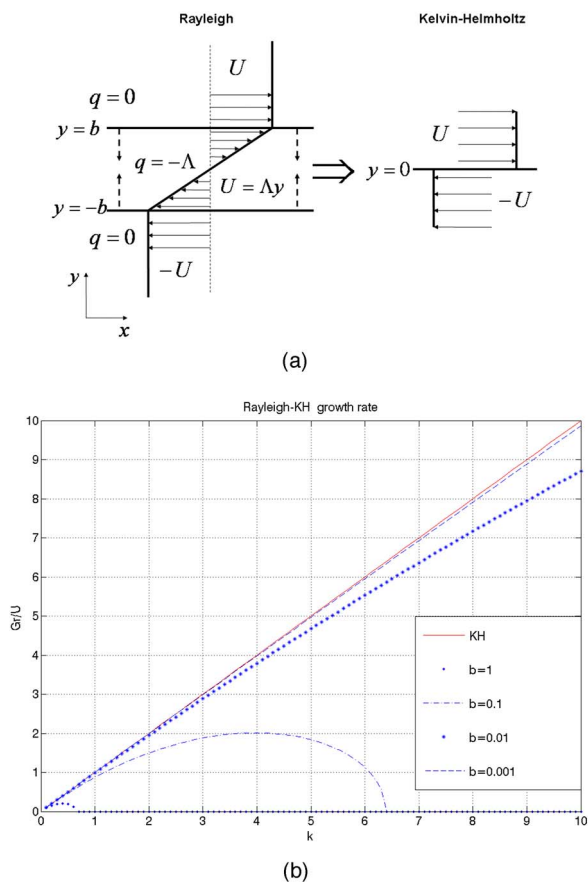 Rayleigh
Kelvin-Helmholtz
U
q = 0
y = b
q = -Λ
U = Λy
y = -b
q = 0
-U
y
x
U
y = 0
-U
(a)
Rayleigh-KH growth rate
Gr/U
10
9
8
7
6
5
4
3
2
1
0
KH
b=1
b=0.1
b=0.01
b=0.001
0 1 2 3 4 5 6 7 8 9 10
k
(b)